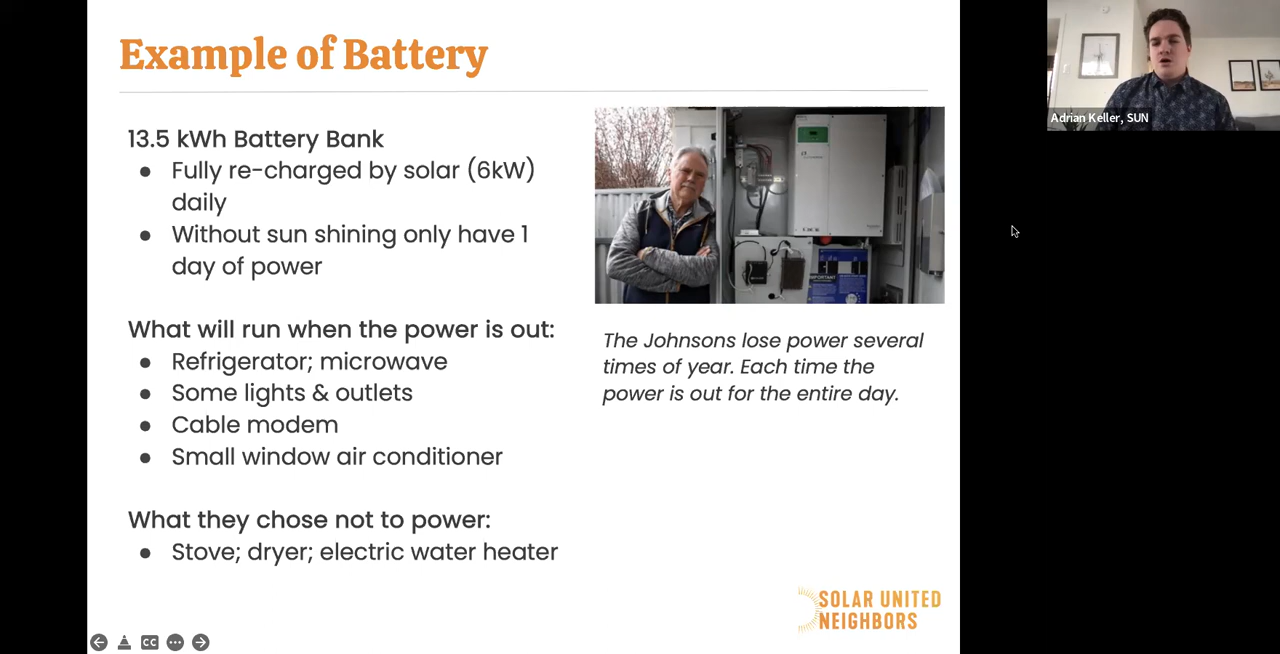 Example of Battery
13.5 kWh Battery Bank
● Fully re-charged by solar (6kW)
daily
● Without sun shining only have 1
day of power
What will run when the power is out:
● Refrigerator; microwave
● Some lights & outlets
● Cable modem
● Small window air conditioner
What they chose not to power:
● Stove; dryer; electric water heater
IMPORTANT
The Johnsons lose power several
times of year. Each time the
power is out for the entire day.
SOLAR UNITED
NEIGHBORS
CC
Adrian Keller, SUN